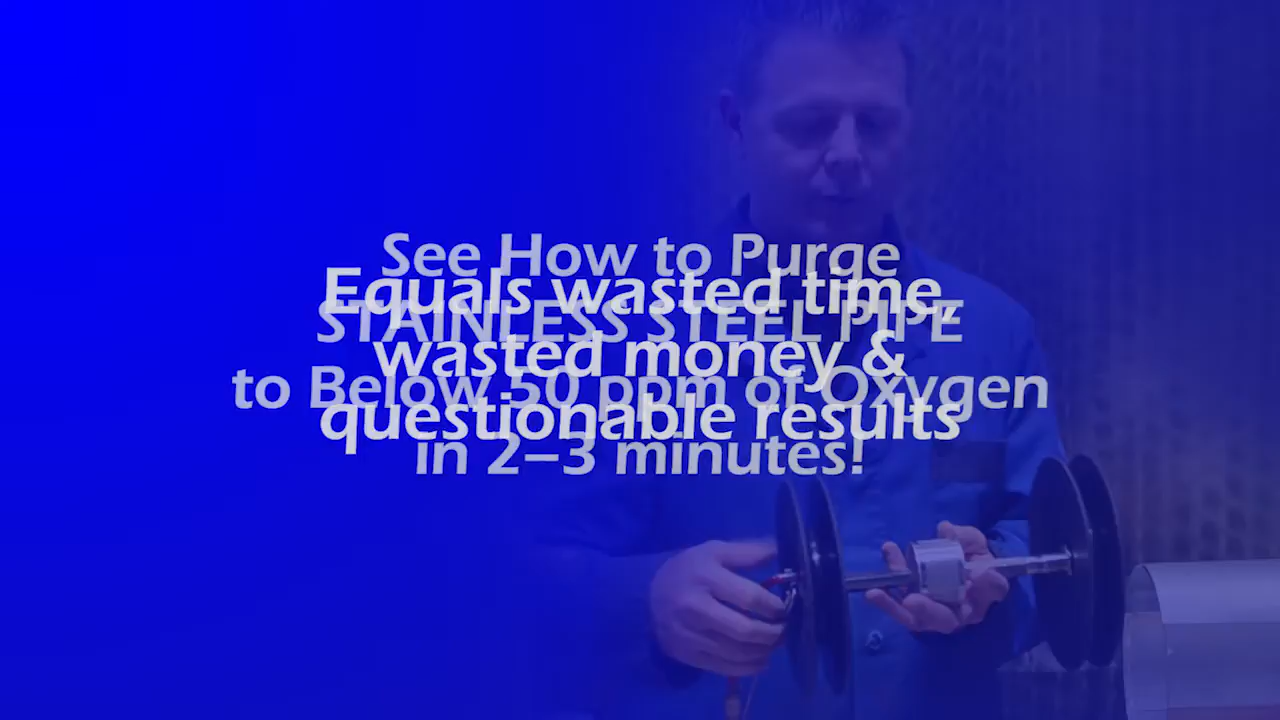 See How to Purge
STAINLESS STEEL PIPE
to Below 50 ppm of Oxygen
in 2–3 minutes!
Equals wasted time,
wasted money &
questionable results